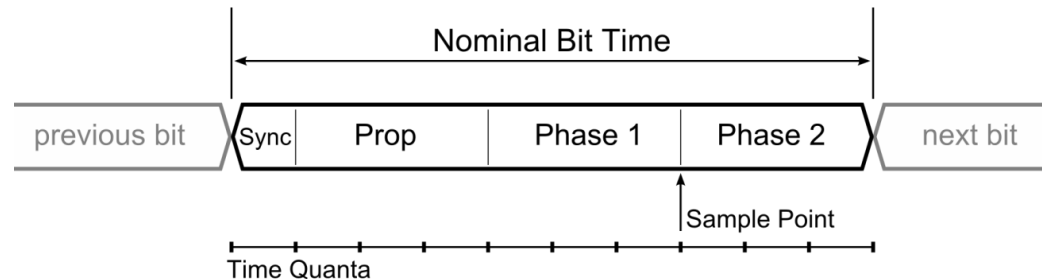 Nominal Bit Time
previous bit Sync Prop Phase 1 Phase 2 next bit
Sample Point
Time Quanta